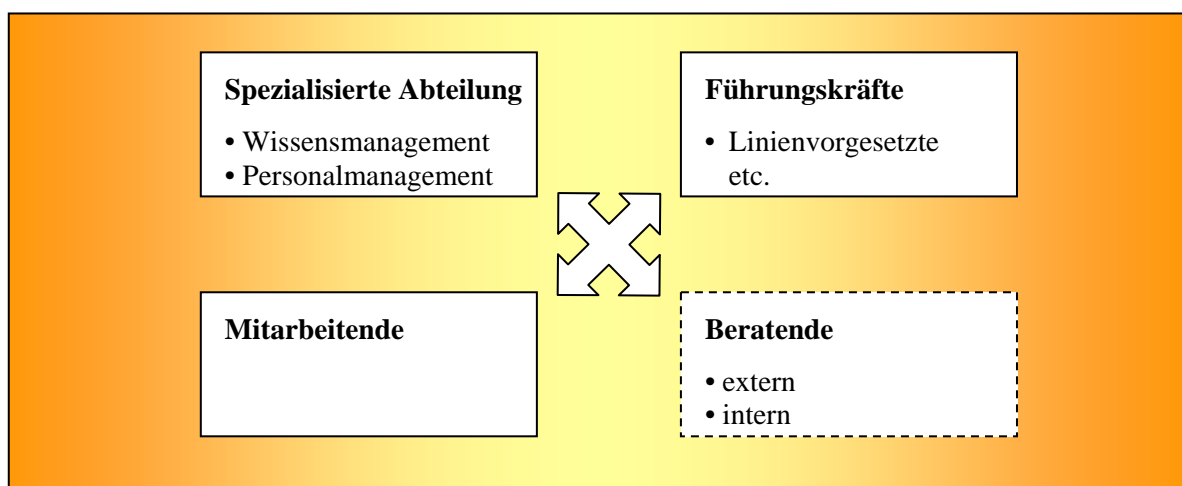 Spezialisierte Abteilung
• Wissensmanagement
• Personalmanagement
Führungskräfte
• Linienvorgesetzte
etc.
Mitarbeitende
Beratende
• extern
• intern